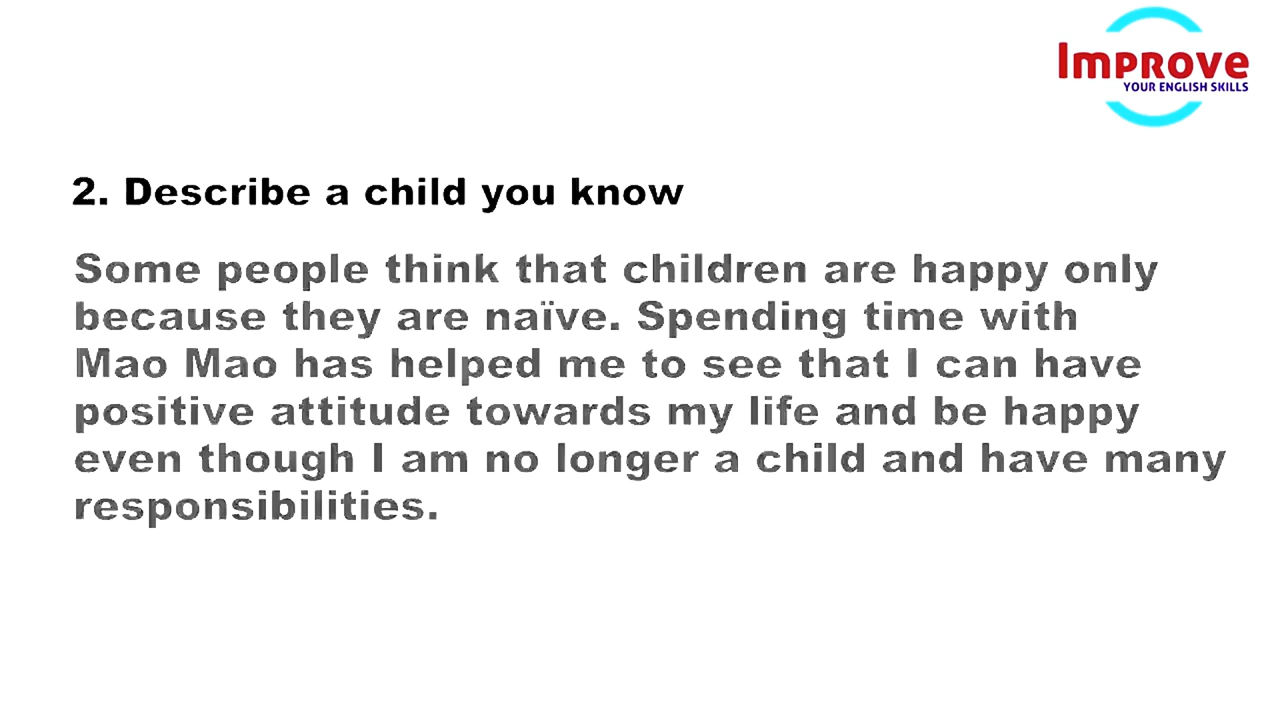 Improve
YOUR ENGLISH SKILLS
2. Describe a child you know
Some people think that children are happy only
because they are naïve. Spending time with
Mao Mao has helped me to see that I can have
positive attitude towards my life and be happy
even though I am no longer a child and have many
responsibilities.